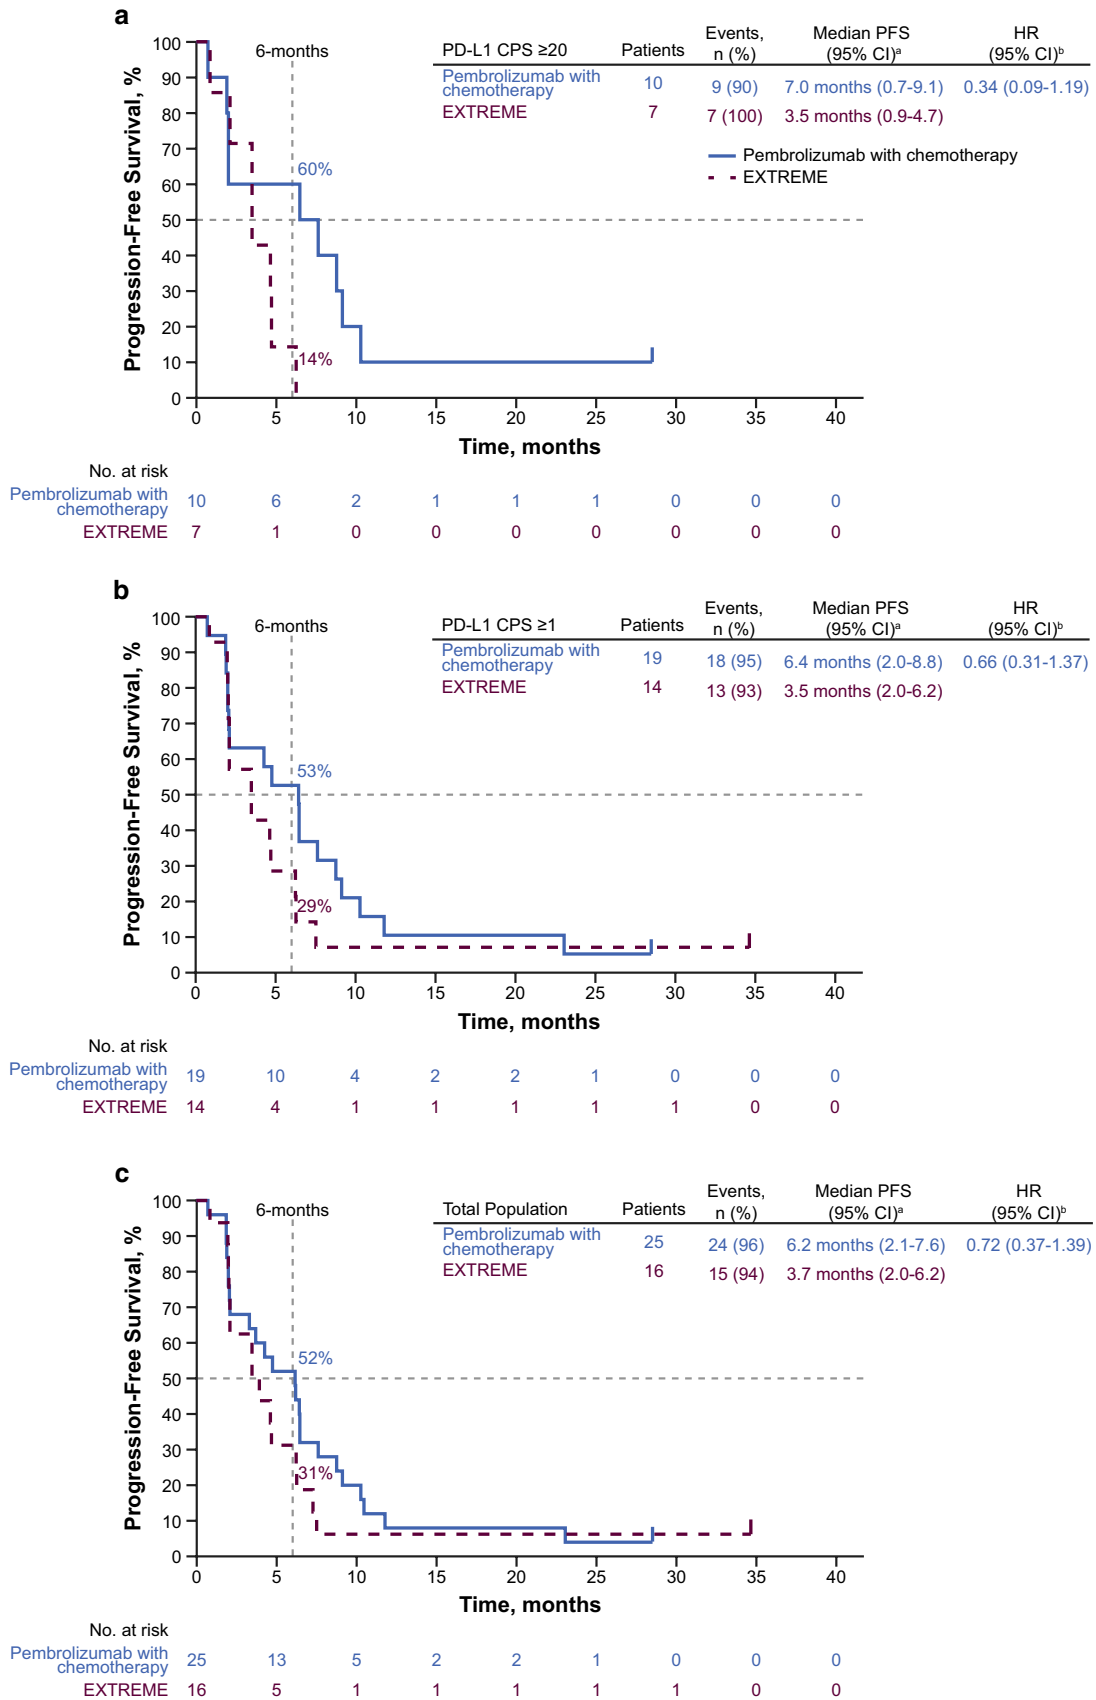 a
6-months
PD-L1 CPS ≥20 Patients Events, n (%) Median PFS (95% CI)a HR (95% CI)b
Pembrolizumab with chemotherapy 10 9 (90) 7.0 months (0.7-9.1) 0.34 (0.09-1.19)
EXTREME 7 7 (100) 3.5 months (0.9-4.7)
Pembrolizumab with chemotherapy
EXTREME
Progression-Free Survival, %
100
90
80
70
60
50
40
30
20
10
0
60%
14%
0 5 10 15 20 25 30 35 40
Time, months
No. at risk
Pembrolizumab with chemotherapy 10 6 2 1 1 1 0 0 0
EXTREME 7 1 0 0 0 0 0 0 0
b
6-months
PD-L1 CPS ≥1 Patients Events, n (%) Median PFS (95% CI)a HR (95% CI)b
Pembrolizumab with chemotherapy 19 18 (95) 6.4 months (2.0-8.8) 0.66 (0.31-1.37)
EXTREME 14 13 (93) 3.5 months (2.0-6.2)
Progression-Free Survival, %
100
90
80
70
60
50
40
30
20
10
0
53%
29%
0 5 10 15 20 25 30 35 40
Time, months
No. at risk
Pembrolizumab with chemotherapy 19 10 4 2 2 1 0 0 0
EXTREME 14 4 1 1 1 1 1 0 0
c
6-months
Total Population Patients Events, n (%) Median PFS (95% CI)a HR (95% CI)b
Pembrolizumab with chemotherapy 25 24 (96) 6.2 months (2.1-7.6) 0.72 (0.37-1.39)
EXTREME 16 15 (94) 3.7 months (2.0-6.2)
Progression-Free Survival, %
100
90
80
70
60
50
40
30
20
10
0
52%
31%
0 5 10 15 20 25 30 35 40
Time, months
No. at risk
Pembrolizumab with chemotherapy 25 13 5 2 2 1 0 0 0
EXTREME 16 5 1 1 1 1 1 0 0